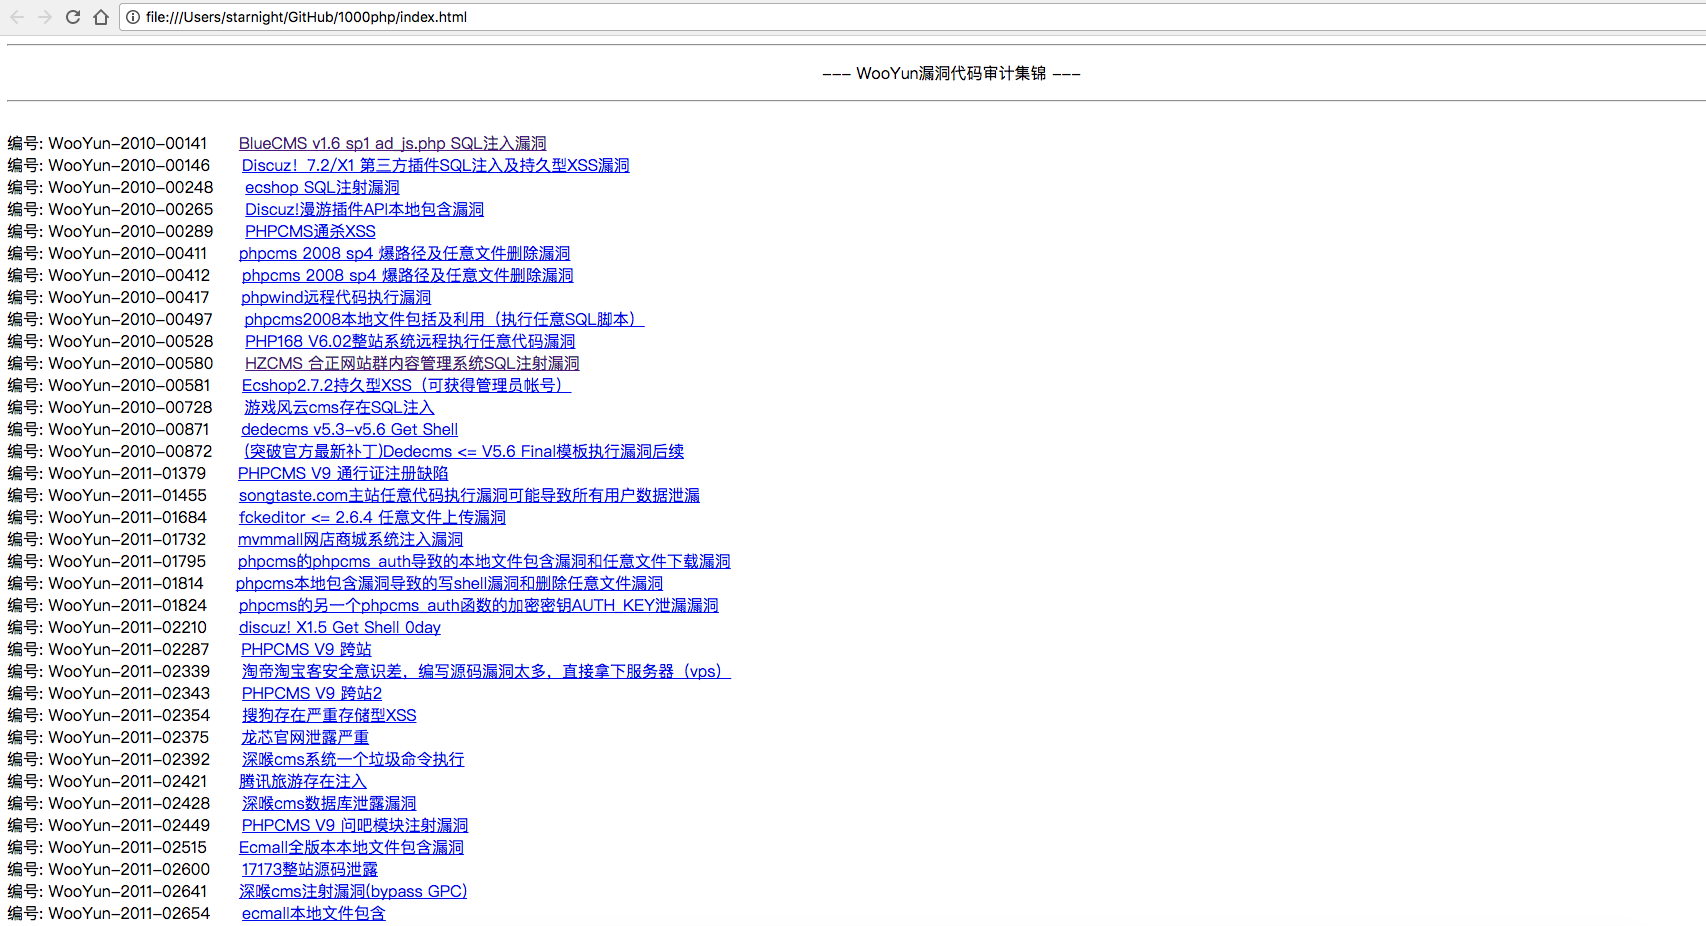 file:///Users/starnight/GitHub/1000php/index.html
--- WooYun漏洞代码审计集锦 ---
编号: WooYun-2010-00141 BlueCMS v1.6 sp1 ad_js.php SQL注入漏洞
编号: WooYun-2010-00146 Discuz! 7.2/X1 第三方插件SQL注入及持久型XSS漏洞
编号: WooYun-2010-00248 ecshop SQL注射漏洞
编号: WooYun-2010-00265 Discuz!漫游插件API本地包含漏洞
编号: WooYun-2010-00289 PHPCMS通杀XSS
编号: WooYun-2010-00411 phpcms 2008 sp4 爆路径及任意文件删除漏洞
编号: WooYun-2010-00412 phpcms 2008 sp4 爆路径及任意文件删除漏洞
编号: WooYun-2010-00417 phpwind远程代码执行漏洞
编号: WooYun-2010-00497 phpcms2008本地文件包括及利用（执行任意SQL脚本）
编号: WooYun-2010-00528 PHP168 V6.02整站系统远程执行任意代码漏洞
编号: WooYun-2010-00580 HZCMS 合正网站群内容管理系统SQL注射漏洞
编号: WooYun-2010-00581 Ecshop2.7.2持久型XSS（可获得管理员帐号）
编号: WooYun-2010-00728 游戏风云cms存在SQL注入
编号: WooYun-2010-00871 dedecms v5.3-v5.6 Get Shell
编号: WooYun-2010-00872 (突破官方最新补丁)Dedecms <= V5.6 Final模板执行漏洞后续
编号: WooYun-2011-01379 PHPCMS V9 通行证注册缺陷
编号: WooYun-2011-01455 songtaste.com主站任意代码执行漏洞可能导致所有用户数据泄漏
编号: WooYun-2011-01684 fckeditor <= 2.6.4 任意文件上传漏洞
编号: WooYun-2011-01732 mvmmall网店商城系统注入漏洞
编号: WooYun-2011-01795 phpcms的phpcms_auth导致的本地文件包含漏洞和任意文件下载漏洞
编号: WooYun-2011-01814 phpcms本地包含漏洞导致的写shell漏洞和删除任意文件漏洞
编号: WooYun-2011-01824 phpcms的另一个phpcms_auth函数的加密密钥AUTH_KEY泄漏漏洞
编号: WooYun-2011-02210 discuz! X1.5 Get Shell 0day
编号: WooYun-2011-02287 PHPCMS V9 跨站
编号: WooYun-2011-02339 淘帝淘宝客安全意识差，编写源码漏洞太多，直接拿下服务器（vps）
编号: WooYun-2011-02343 PHPCMS V9 跨站2
编号: WooYun-2011-02354 搜狗存在严重存储型XSS
编号: WooYun-2011-02375 龙芯官网泄露严重
编号: WooYun-2011-02392 深喉cms系统一个垃圾命令执行
编号: WooYun-2011-02421 腾讯旅游存在注入
编号: WooYun-2011-02428 深喉cms数据库泄露漏洞
编号: WooYun-2011-02449 PHPCMS V9 问吧模块注射漏洞
编号: WooYun-2011-02515 Ecmall全版本本地文件包含漏洞
编号: WooYun-2011-02600 17173整站源码泄露
编号: WooYun-2011-02641 深喉cms注射漏洞(bypass GPC)
编号: WooYun-2011-02654 ecmall本地文件包含